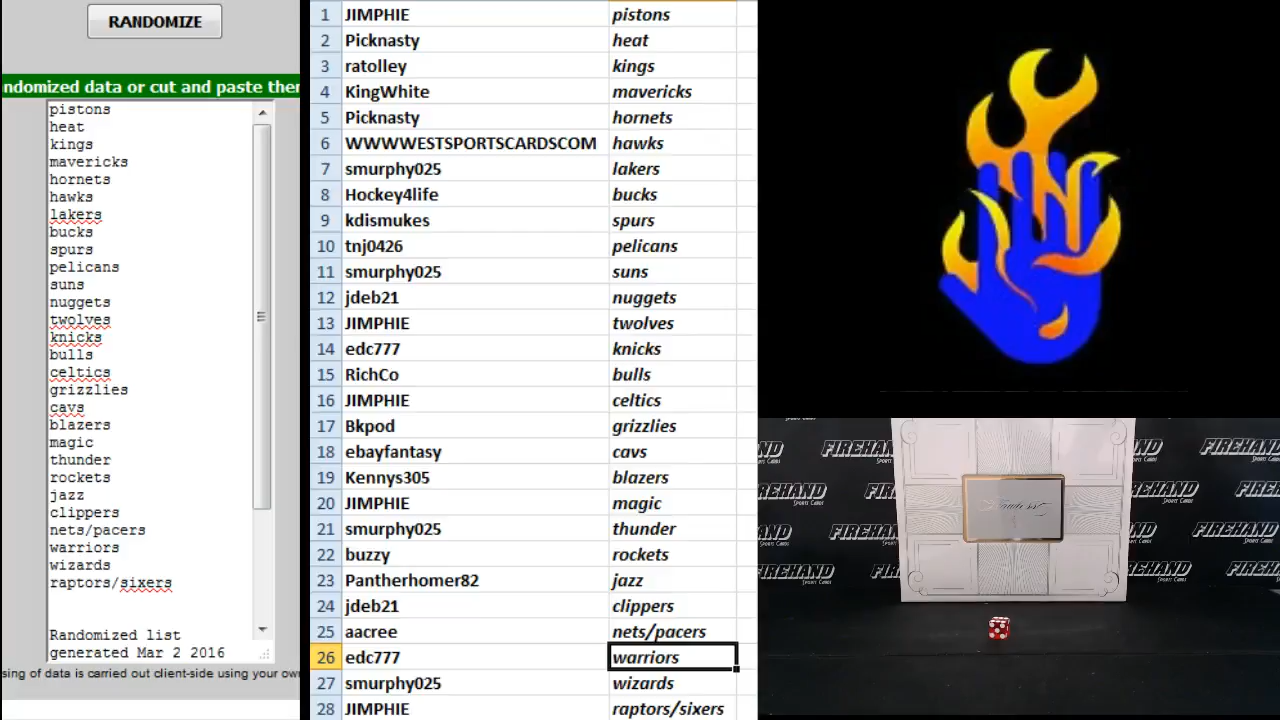 RANDOMIZE
ndomized data or cut and paste ther
pistons
heat
kings
mavericks
hornets
hawks
lakers
bucks
spurs
pelicans
suns
nuggets
twolves
knicks
bulls
celtics
grizzlies
cavs
blazers
magic
thunder
rockets
jazz
clippers
nets/pacers
warriors
wizards
raptors/sixers
Randomized list
generated Mar 2 2016
sing of data is carried out client-side using your own
1 JIMPHIE pistons
2 Picknasty heat
3 ratolley kings
4 KingWhite mavericks
5 Picknasty hornets
6 WWWWESTSPORTSCARDSCOM hawks
7 smurphy025 lakers
8 Hockey4life bucks
9 kdismukes spurs
10 tnj0426 pelicans
11 smurphy025 suns
12 jdeb21 nuggets
13 JIMPHIE twolves
14 edc777 knicks
15 RichCo bulls
16 JIMPHIE celtics
17 Bkpod grizzlies
18 ebayfantasy cavs
19 Kennys305 blazers
20 JIMPHIE magic
21 smurphy025 thunder
22 buzzy rockets
23 Pantherhomer82 jazz
24 jdeb21 clippers
25 aacree nets/pacers
26 edc777 warriors
27 smurphy025 wizards
28 JIMPHIE raptors/sixers
FIREHAND
Sports Cards